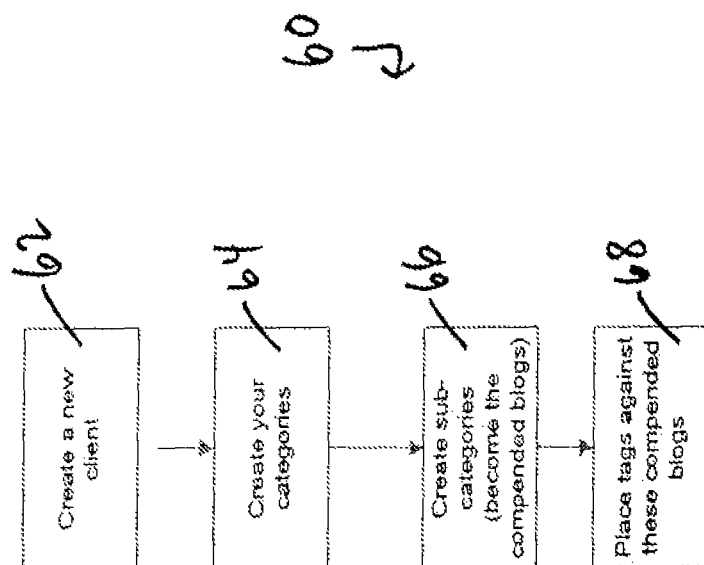 60
62
Create a new
client
64
Create your
categories
66
Create sub-
categories
(become the
compended blogs)
68
Place tags against
these compended
blogs